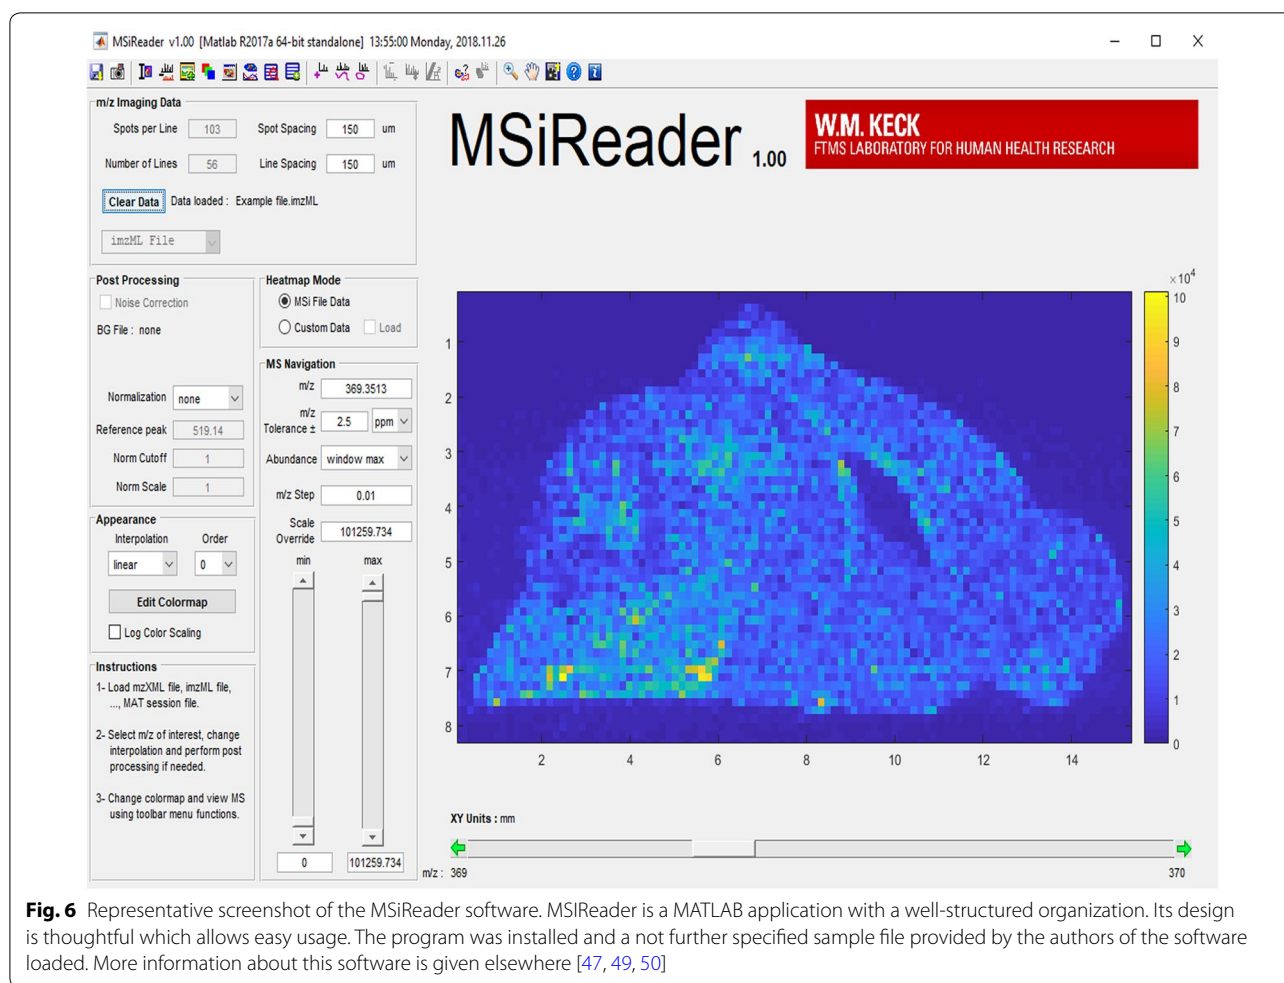 MSiReader v1.00 [Matlab R2017a 64-bit standalone] 13:55:00 Monday, 2018.11.26
m/z Imaging Data
Spots per Line 103 Spot Spacing 150 um
Number of Lines 56 Line Spacing 150 um
Clear Data Data loaded : Example file.imzML
imzML File
MSiReader 1.00
W.M. KECK
FTMS LABORATORY FOR HUMAN HEALTH RESEARCH
Post Processing
Noise Correction
BG File : none
Normalization none
Reference peak 519.14
Norm Cutoff 1
Norm Scale 1
Heatmap Mode
MSi File Data
Custom Data Load
MS Navigation
m/z 369.3513
m/z
Tolerance ± 2.5 ppm
Abundance window max
m/z Step 0.01
Scale
Override 101259.734
min max
0 101259.734
Appearance
Interpolation Order
linear 0
Edit Colormap
Log Color Scaling
Instructions
1- Load mzXML file, imzML file,
..., MAT session file.
2- Select m/z of interest, change
interpolation and perform post
processing if needed.
3- Change colormap and view MS
using toolbar menu functions.
×10⁴
10
9
8
7
6
5
4
3
2
1
0
1
2
3
4
5
6
7
8
2 4 6 8 10 12 14
XY Units : mm
m/z : 369 370
Fig. 6 Representative screenshot of the MSiReader software. MSIReader is a MATLAB application with a well-structured organization. Its design
is thoughtful which allows easy usage. The program was installed and a not further specified sample file provided by the authors of the software
loaded. More information about this software is given elsewhere [47, 49, 50]